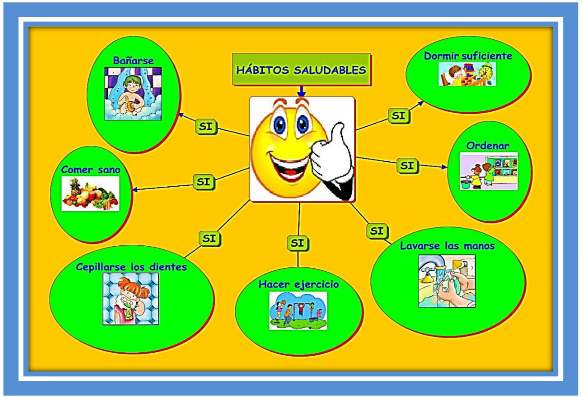 HÁBITOS SALUDABLES
Bañarse
SI
Comer sano
SI
Cepillarse los dientes
SI
Hacer ejercicio
SI
Lavarse las manos
SI
Ordenar
SI
Dormir suficiente
SI